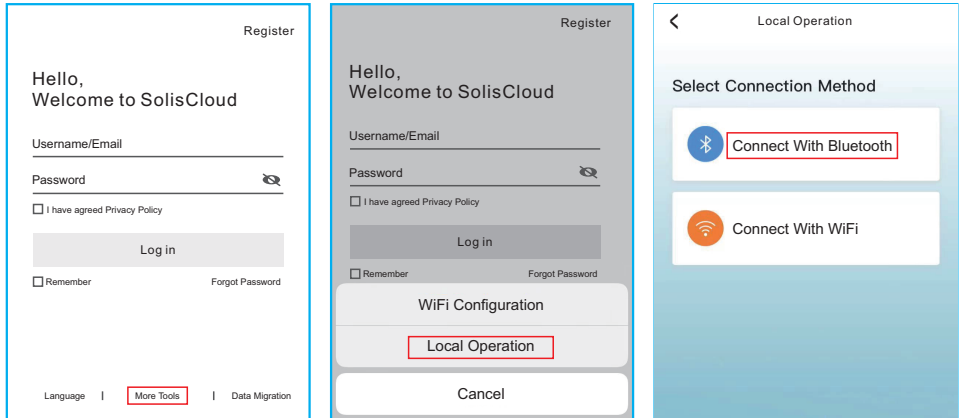 Register
Hello,
Welcome to SolisCloud
Username/Email
Password
I have agreed Privacy Policy
Log in
Remember Forgot Password
Language | More Tools | Data Migration
Register
Hello,
Welcome to SolisCloud
Username/Email
Password
I have agreed Privacy Policy
Log in
Remember Forgot Password
WiFi Configuration
Local Operation
Cancel
Local Operation
Select Connection Method
Connect With Bluetooth
Connect With WiFi